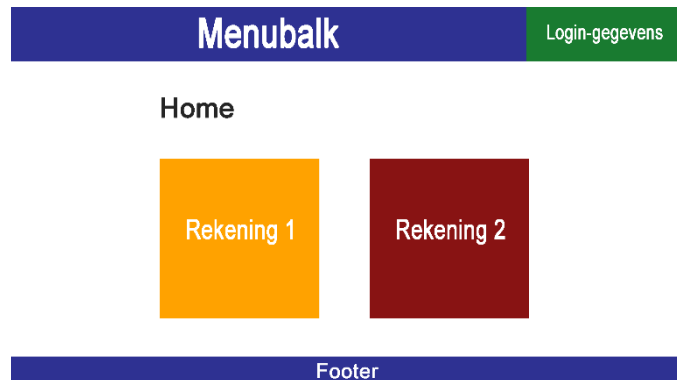 Menubalk
Login-gegevens
Home
Rekening 1
Rekening 2
Footer